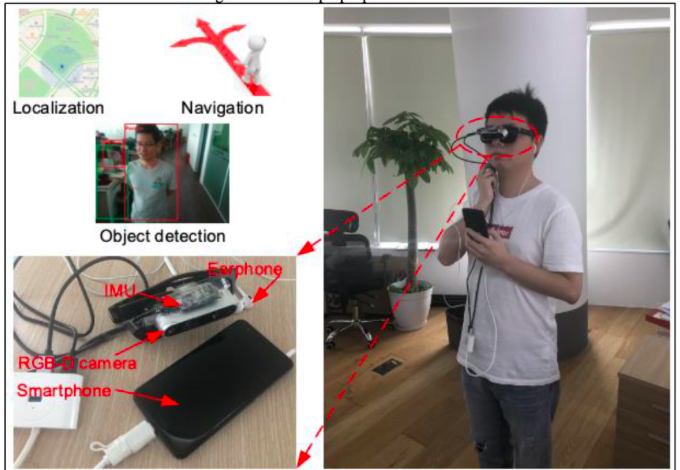 Localization
Navigation
Object detection
Earphone
IMU
RGB-D camera
Smartphone